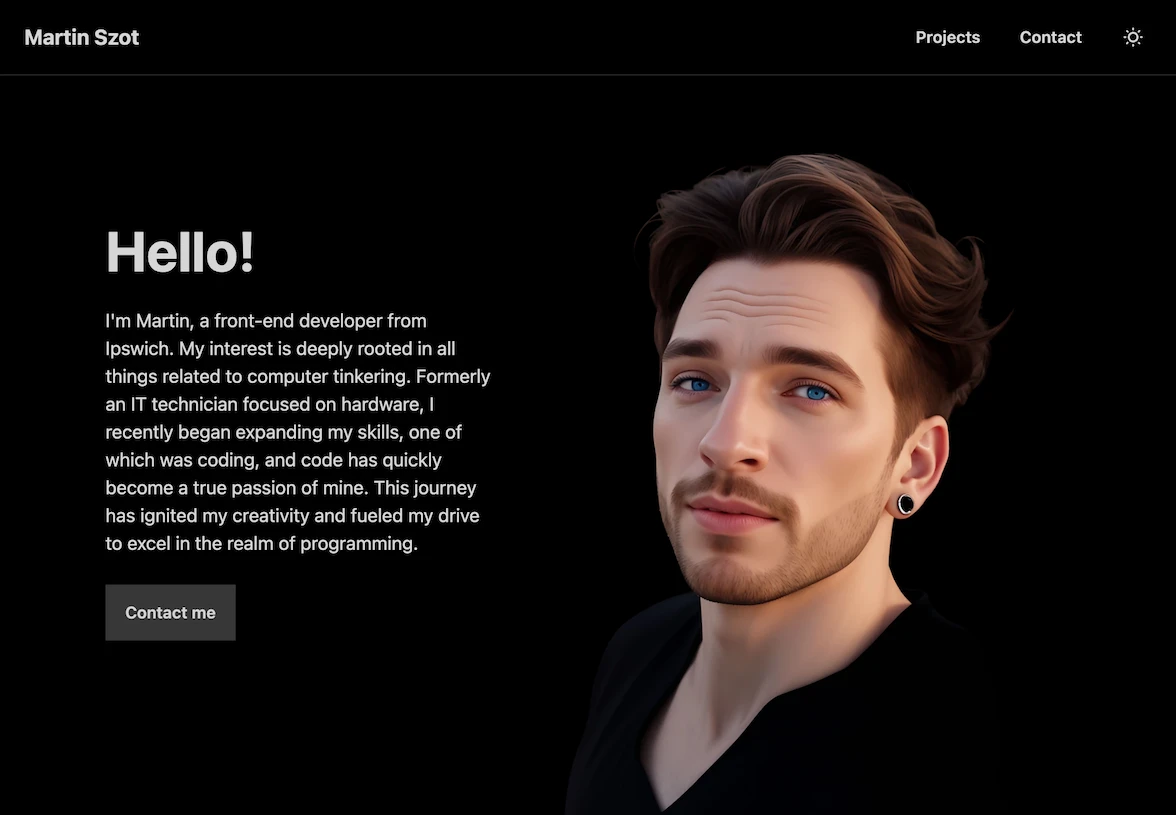 Martin Szot
Projects
Contact
Hello!
I'm Martin, a front-end developer from
Ipswich. My interest is deeply rooted in all
things related to computer tinkering. Formerly
an IT technician focused on hardware, I
recently began expanding my skills, one of
which was coding, and code has quickly
become a true passion of mine. This journey
has ignited my creativity and fueled my drive
to excel in the realm of programming.
Contact me